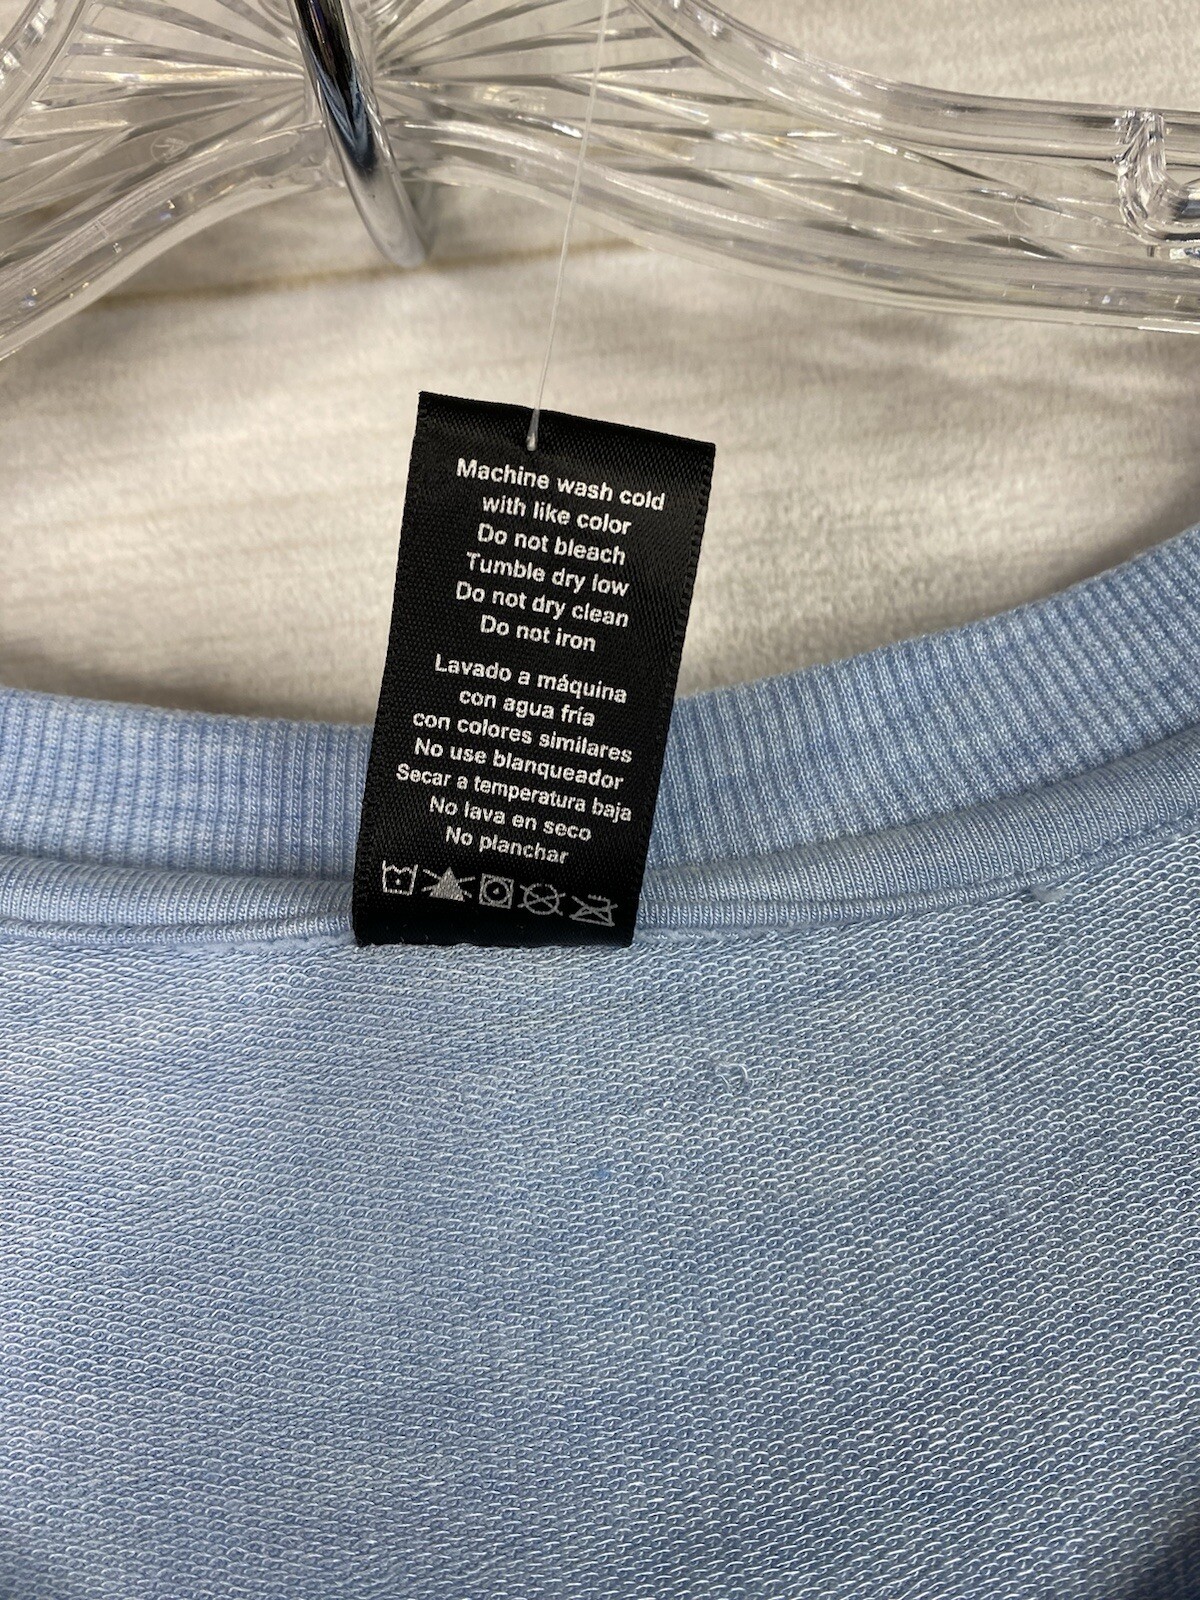 Machine wash cold
with like color
Do not bleach
Tumble dry low
Do not dry clean
Do not iron
Lavado a máquina
con agua fría
con colores similares
No use blanqueador
Secar a temperatura baja
No lava en seco
No planchar